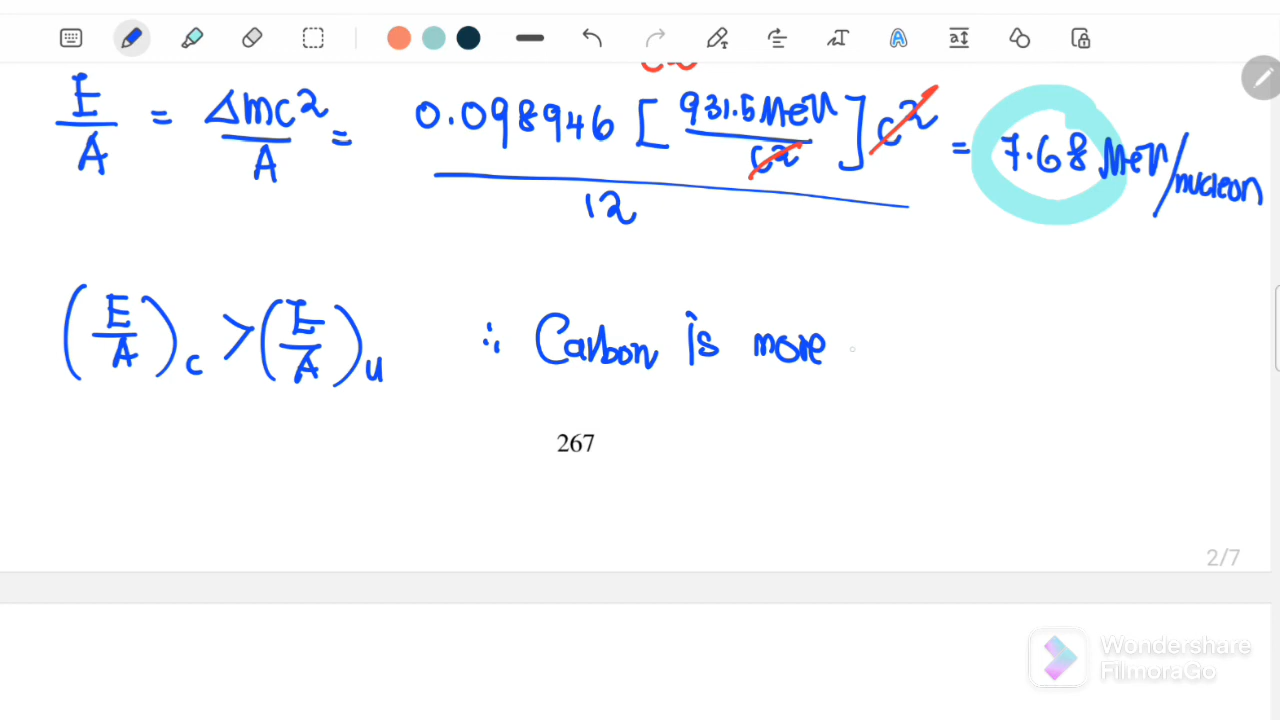 E/A = Δmc2/A = 0.098946 [931.5 MeV/c2] c2 / 12 = 7.68 MeV/nucleon
(E/A)c > (E/A)u ∴ Carbon is more
267
2/7
Wondershare
FilmoraGo